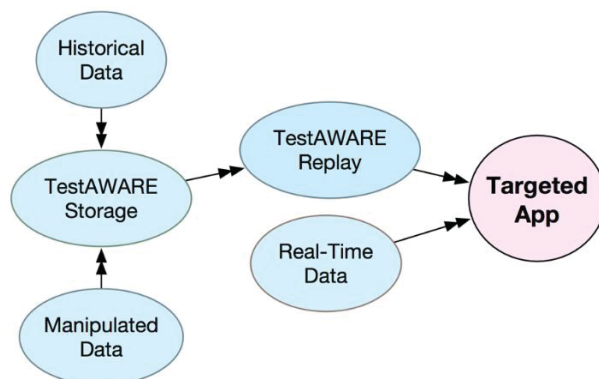 Historical
Data
TestAWARE
Storage
Manipulated
Data
TestAWARE
Replay
Real-Time
Data
Targeted
App